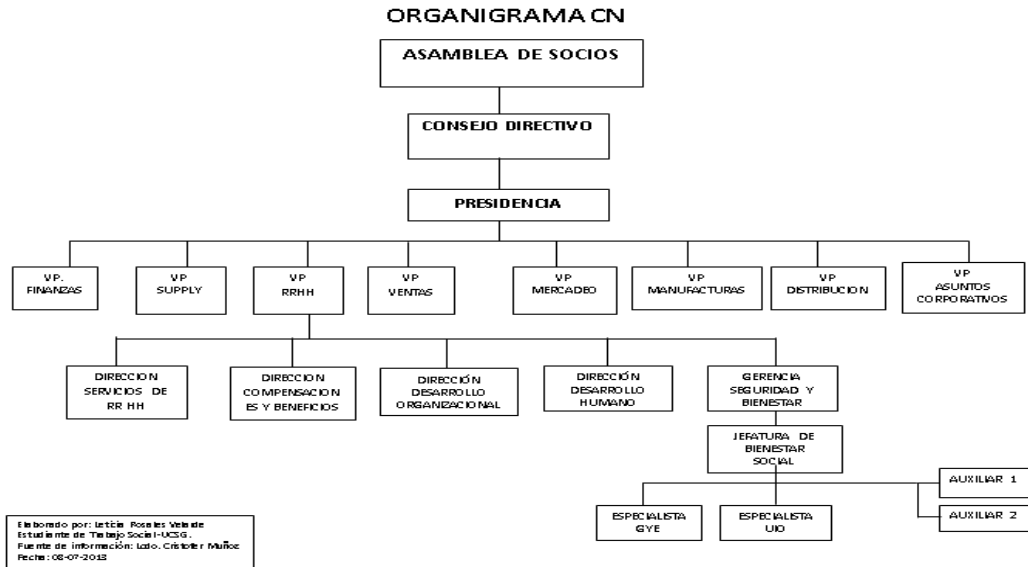 ORGANIGRAMA CN
ASAMBLEA DE SOCIOS
CONSEJO DIRECTIVO
PRESIDENCIA
VP.
FINANZAS
VP
SUPPLY
VP
RRHH
VP
VENTAS
VP
MERCADEO
VP
MANUFACTURAS
VP
DISTRIBUCION
VP
ASUNTOS
CORPORATIVOS
DIRECCION
SERVICIOS DE
RR HH
DIRECCION
COMPENSACION
ES Y BENEFICIOS
DIRECCIÓN
DESARROLLO
ORGANIZACIONAL
DIRECCIÓN
DESARROLLO
HUMANO
GERENCIA
SEGURIDAD Y
BIENESTAR
JEFATURA DE
BIENESTAR
SOCIAL
AUXILIAR 1
AUXILIAR 2
ESPECIALISTA
GYE
ESPECIALISTA
UIO
Elaborado por: Leticia Rosales Velarde
Estudiante de Trabajo Social-UCSG.
Fuente de información: Lcdo. Cristofer Muñoz
Fecha: 08-07-2013